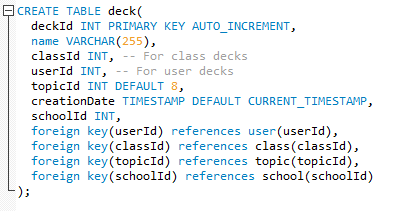 CREATE TABLE deck(
deckId INT PRIMARY KEY AUTO_INCREMENT,
name VARCHAR(255),
classId INT, -- For class decks
userId INT, -- For user decks
topicId INT DEFAULT 8,
creationDate TIMESTAMP DEFAULT CURRENT_TIMESTAMP,
schoolId INT,
foreign key(userId) references user(userId),
foreign key(classId) references class(classId),
foreign key(topicId) references topic(topicId),
foreign key(schoolId) references school(schoolId)
);